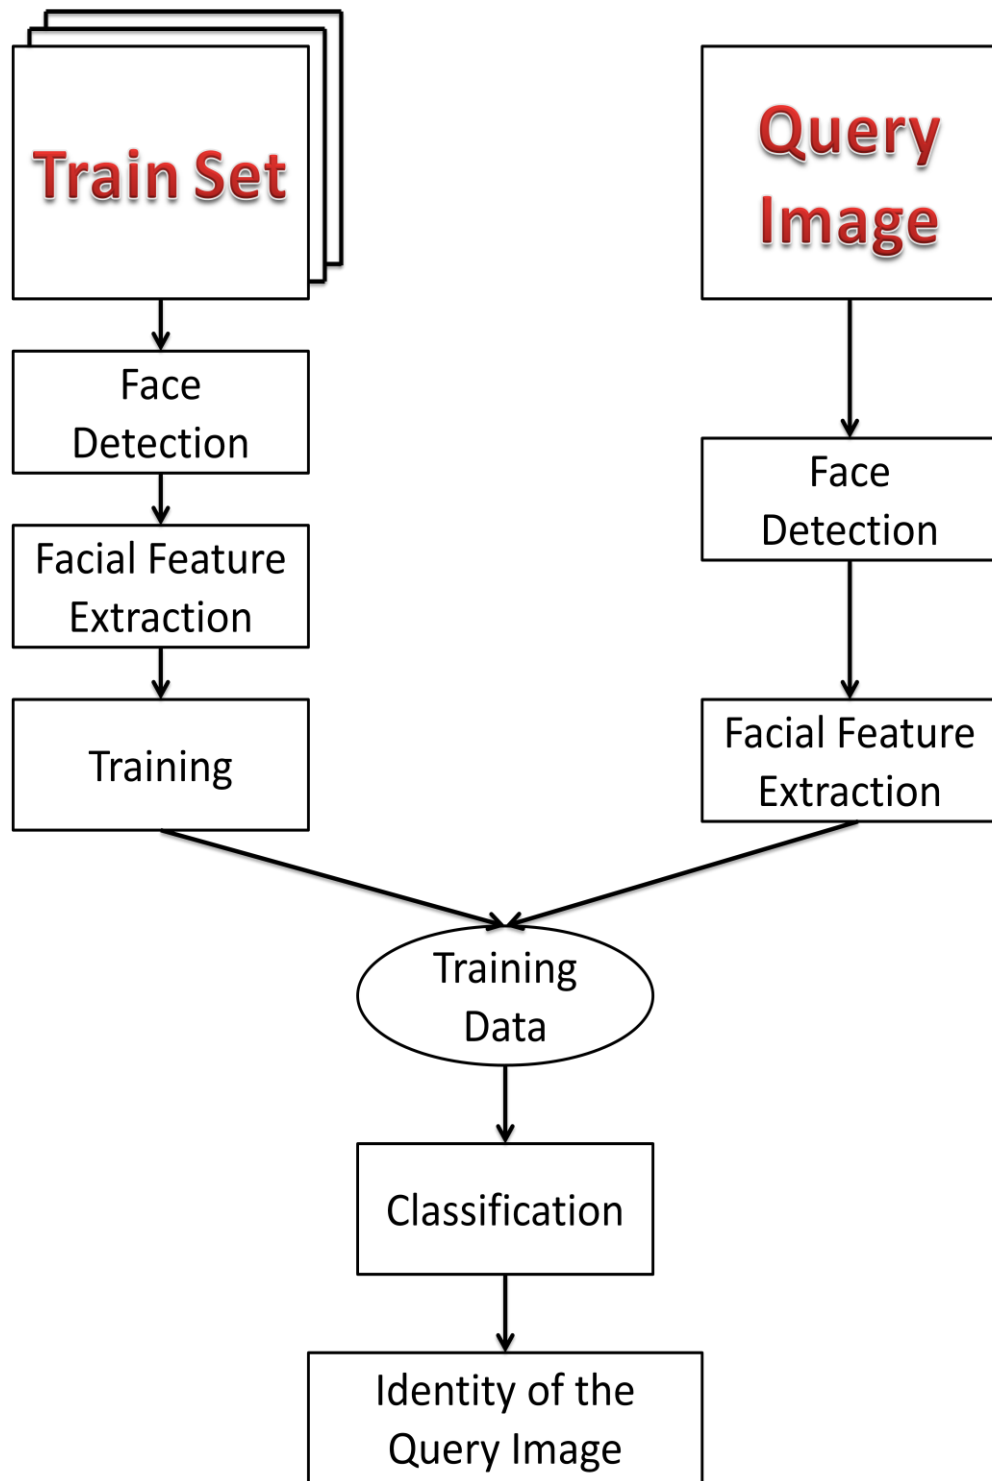 Train Set
Query
Image
Face
Detection
Facial Feature
Extraction
Training
Face
Detection
Facial Feature
Extraction
Training
Data
Classification
Identity of the
Query Image